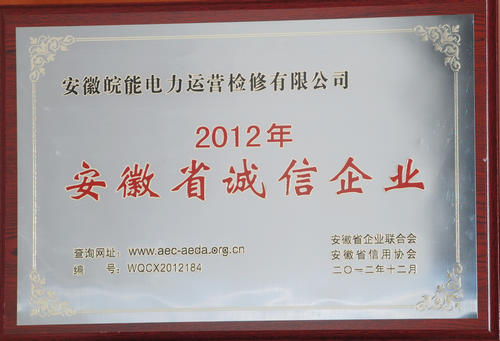 安徽皖能电力运营检修有限公司
2012年
安徽省诚信企业
查询网址：www.aec-aeda.org.cn
编　　号：WQCX2012184
安徽省企业联合会
安徽省信用协会
二〇一二年十二月